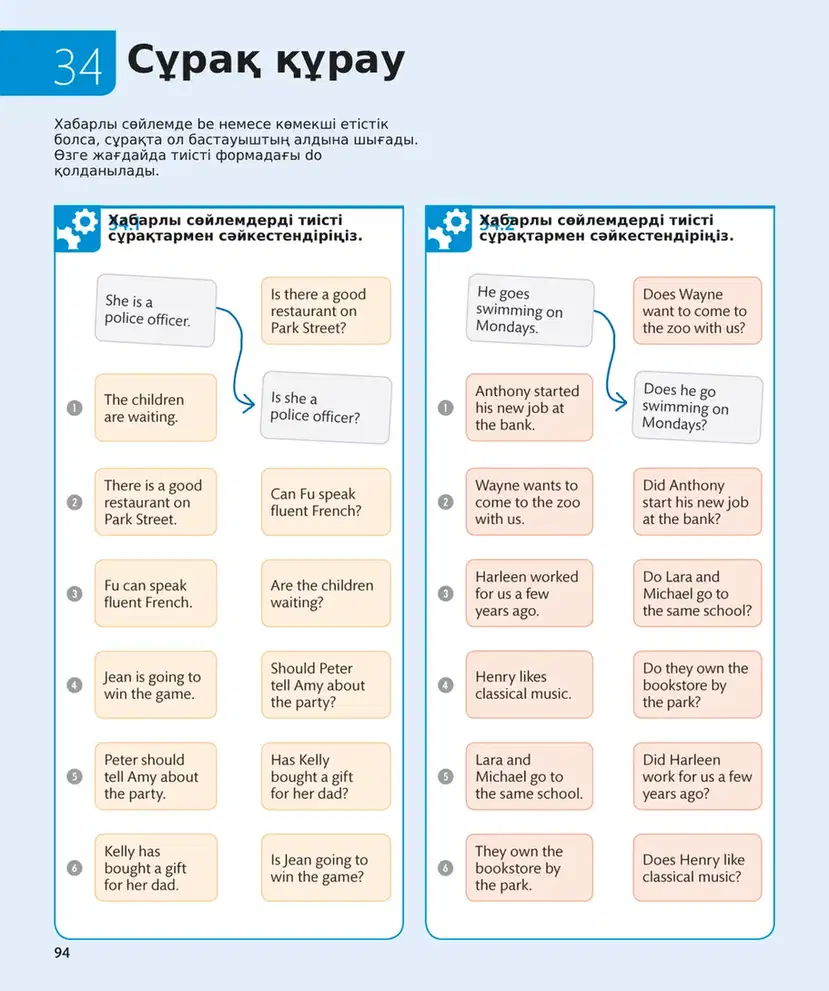 34
Сұрақ құрау
Хабарлы сөйлемде be немесе көмекші етістік
болса, сұрақта ол бастауыштың алдына шығады.
Өзге жағдайда тиісті формадағы do
қолданылады.
34.1
Хабарлы сөйлемдерді тиісті
сұрақтармен сәйкестендіріңіз.
She is a
police officer.
Is there a good
restaurant on
Park Street?
1
The children
are waiting.
Is she a
police officer?
2
There is a good
restaurant on
Park Street.
Can Fu speak
fluent French?
3
Fu can speak
fluent French.
Are the children
waiting?
4
Jean is going to
win the game.
Should Peter
tell Amy about
the party?
5
Peter should
tell Amy about
the party.
Has Kelly
bought a gift
for her dad?
6
Kelly has
bought a gift
for her dad.
Is Jean going to
win the game?
34.2
Хабарлы сөйлемдерді тиісті
сұрақтармен сәйкестендіріңіз.
He goes
swimming on
Mondays.
Does Wayne
want to come to
the zoo with us?
1
Anthony started
his new job at
the bank.
Does he go
swimming on
Mondays?
2
Wayne wants to
come to the zoo
with us.
Did Anthony
start his new job
at the bank?
3
Harleen worked
for us a few
years ago.
Do Lara and
Michael go to
the same school?
4
Henry likes
classical music.
Do they own the
bookstore by
the park?
5
Lara and
Michael go to
the same school.
Did Harleen
work for us a few
years ago?
6
They own the
bookstore by
the park.
Does Henry like
classical music?
94